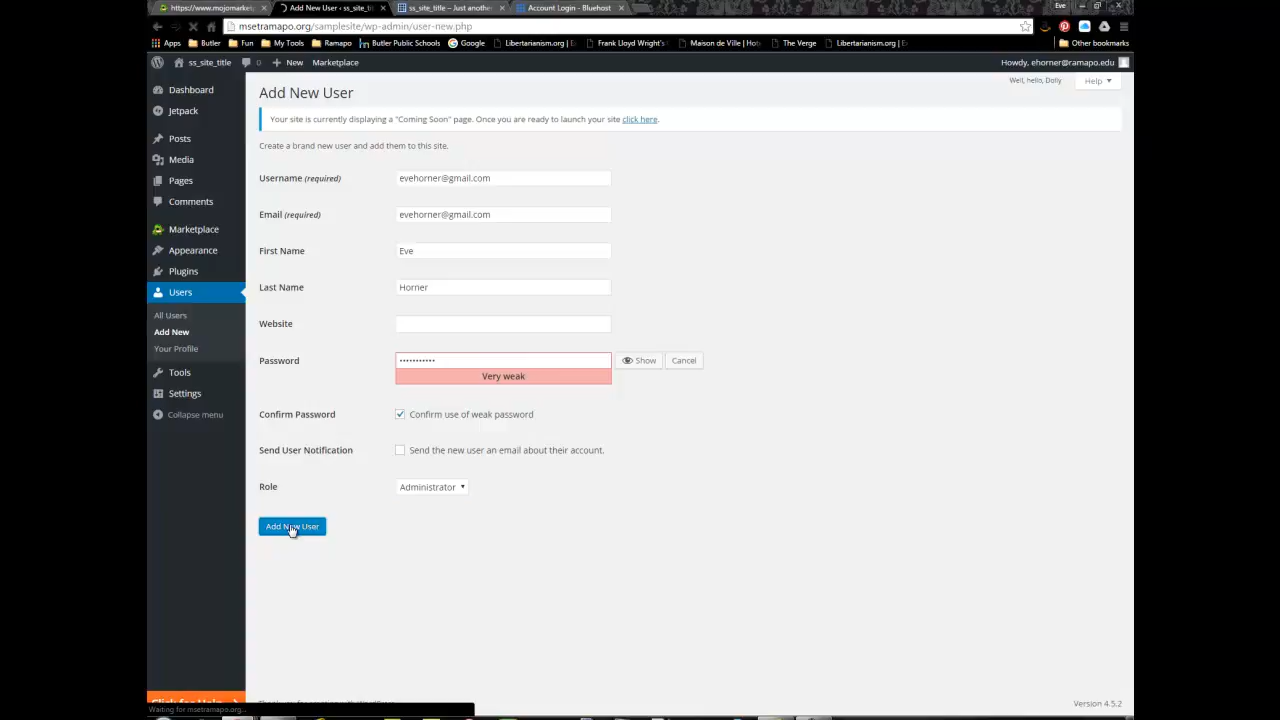 https://www.mojomarket
Add New User ‹ ss_site_tit
ss_site_title – Just anothe
Account Login - Bluehost
Eve
msetramapo.org/samplesite/wp-admin/user-new.php
Apps
Butler
Fun
My Tools
Ramapo
Butler Public Schools
Google
Libertarianism.org | E
Frank Lloyd Wright's
Maison de Ville | Hote
The Verge
Libertarianism.org | E
Other bookmarks
ss_site_title
0
New
Marketplace
Howdy, ehorner@ramapo.edu
Well, hello, Dolly
Help
Dashboard
Jetpack
Posts
Media
Pages
Comments
Marketplace
Appearance
Plugins
Users
All Users
Add New
Your Profile
Tools
Settings
Collapse menu
Add New User
Your site is currently displaying a "Coming Soon" page. Once you are ready to launch your site click here.
Create a brand new user and add them to this site.
Username (required)
evehorner@gmail.com
Email (required)
evehorner@gmail.com
First Name
Eve
Last Name
Horner
Website
Password
•••••••••••
Show
Cancel
Very weak
Confirm Password
Confirm use of weak password
Send User Notification
Send the new user an email about their account.
Role
Administrator
Add New User
Click for Help
Waiting for msetramapo.org...
Version 4.5.2